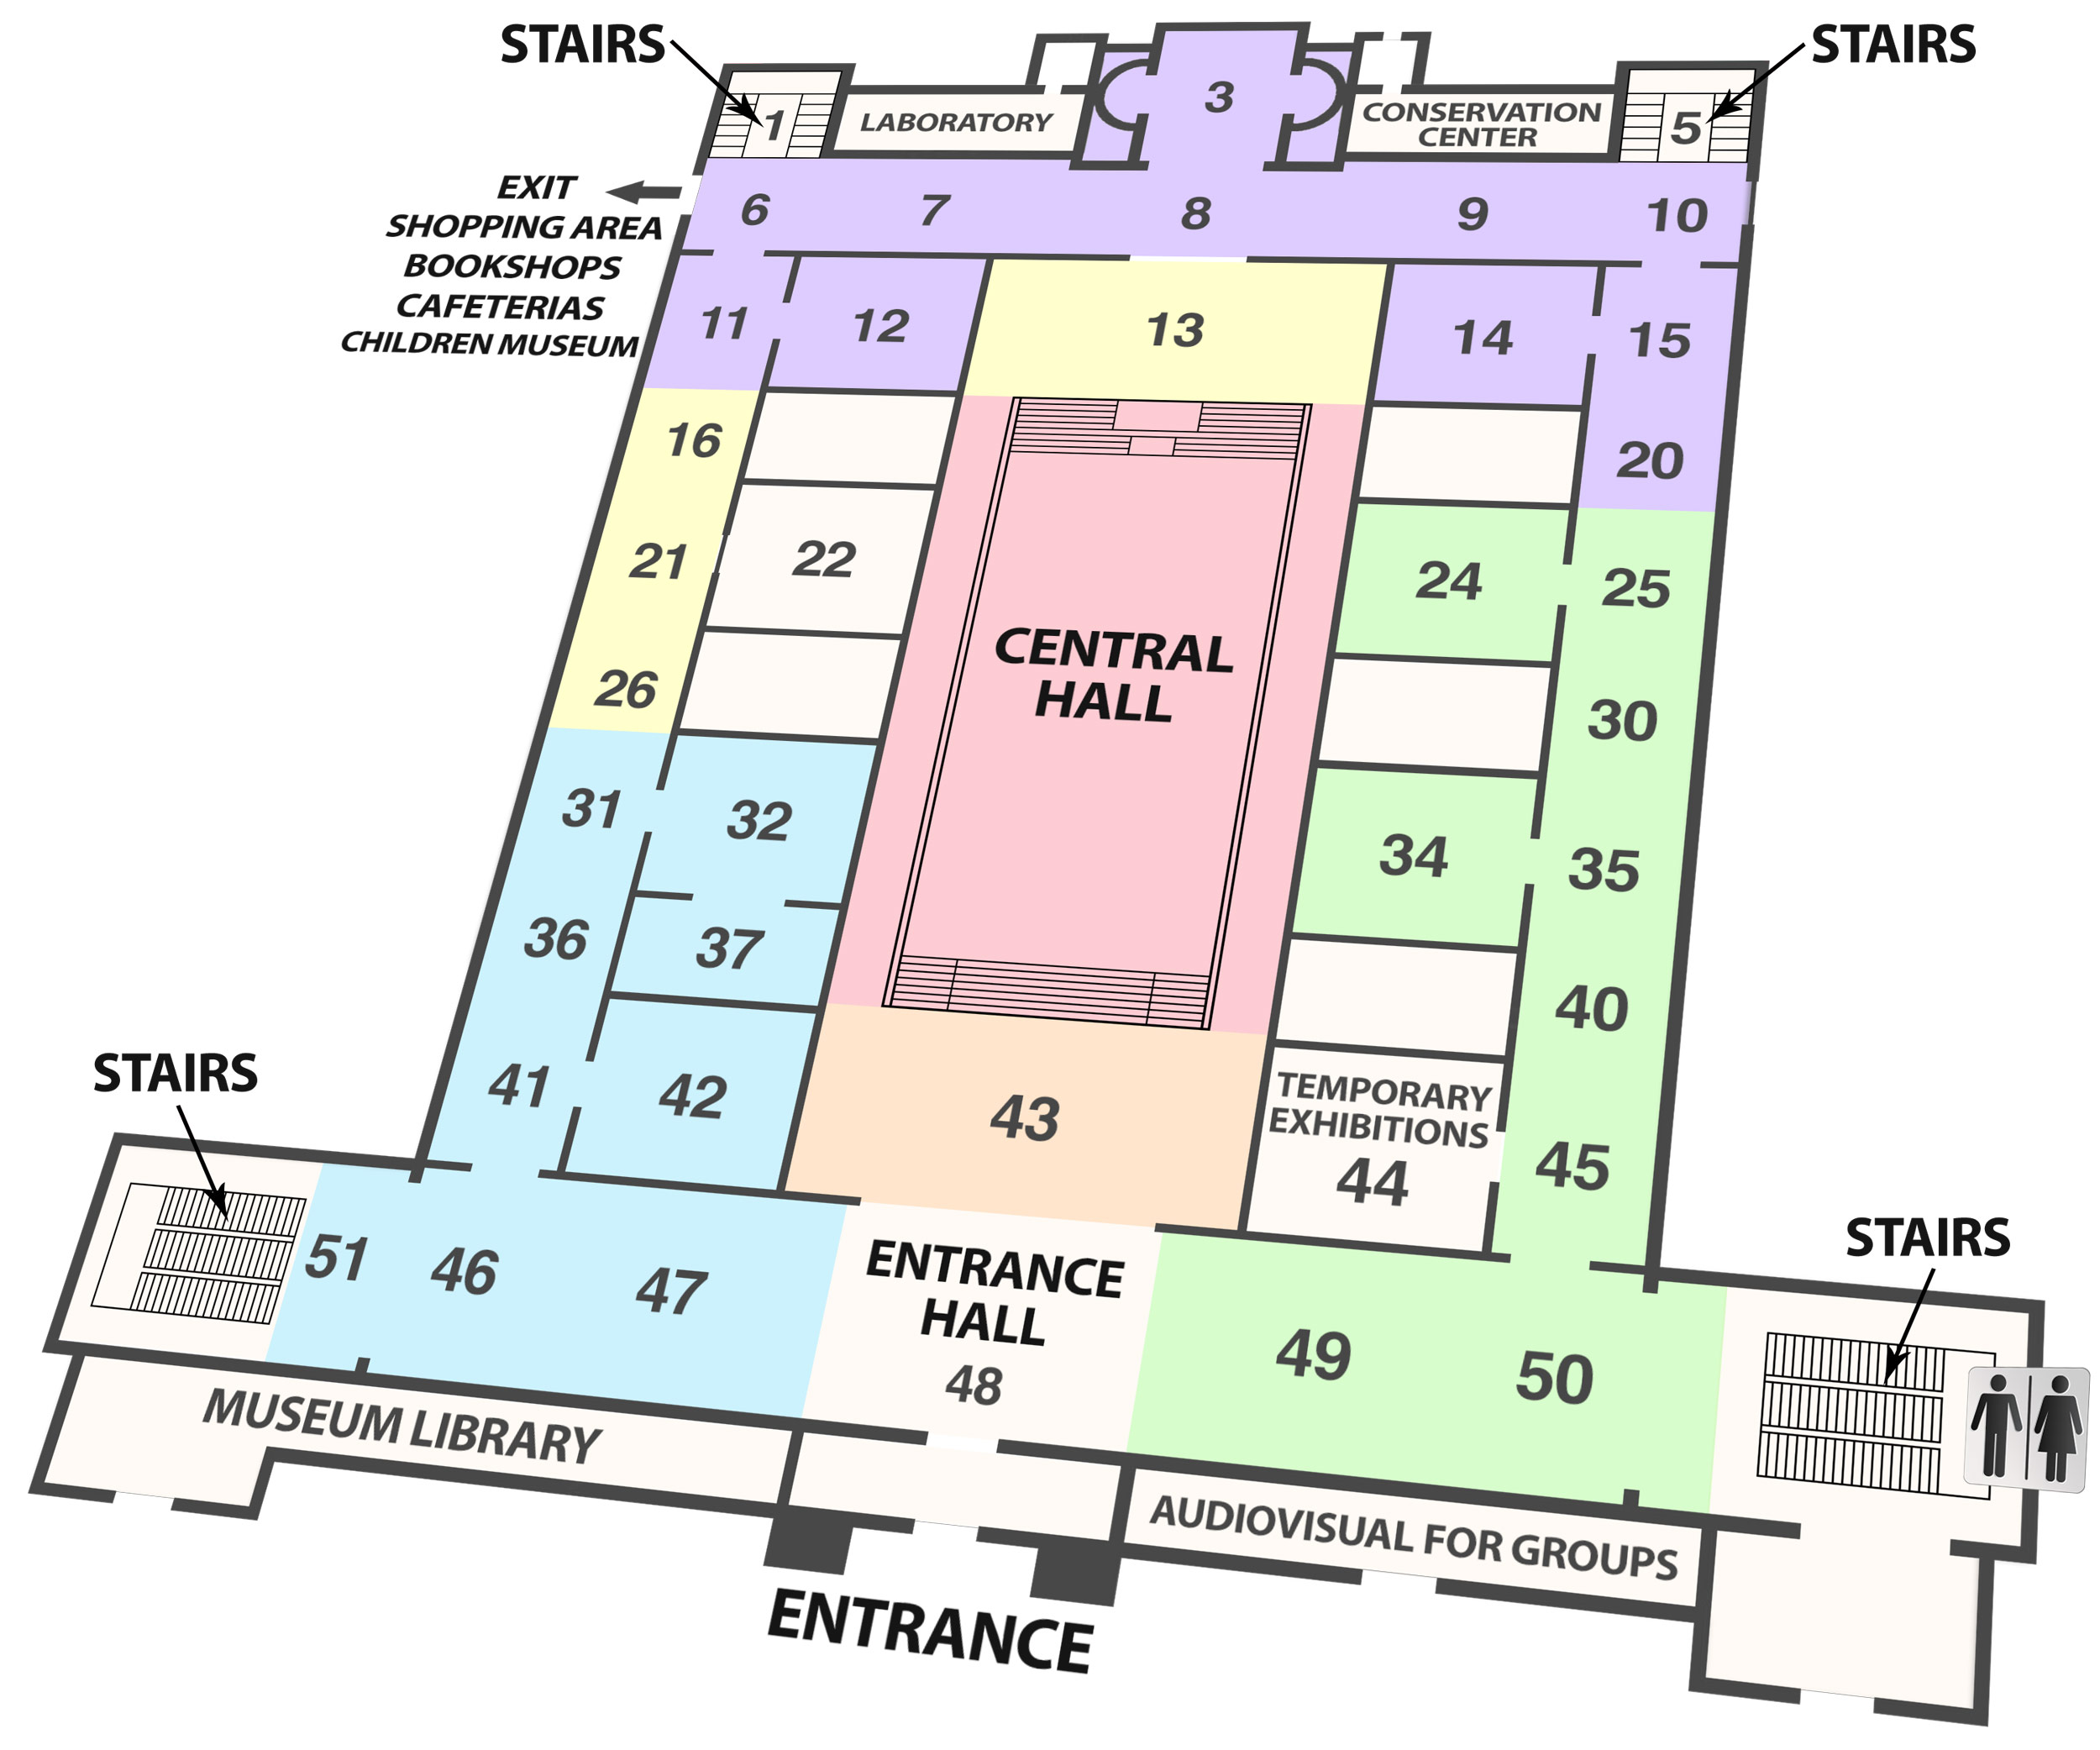 STAIRS
STAIRS
3
1
LABORATORY
CONSERVATION
CENTER
5
EXIT
SHOPPING AREA
BOOKSHOPS
CAFETERIAS
CHILDREN MUSEUM
6
7
8
9
10
11
12
13
14
15
16
20
21
22
24
25
CENTRAL
HALL
26
30
31
32
34
35
36
37
40
41
42
43
TEMPORARY
EXHIBITIONS
44
45
STAIRS
51
46
47
ENTRANCE
HALL
48
49
50
STAIRS
MUSEUM LIBRARY
AUDIOVISUAL FOR GROUPS
ENTRANCE